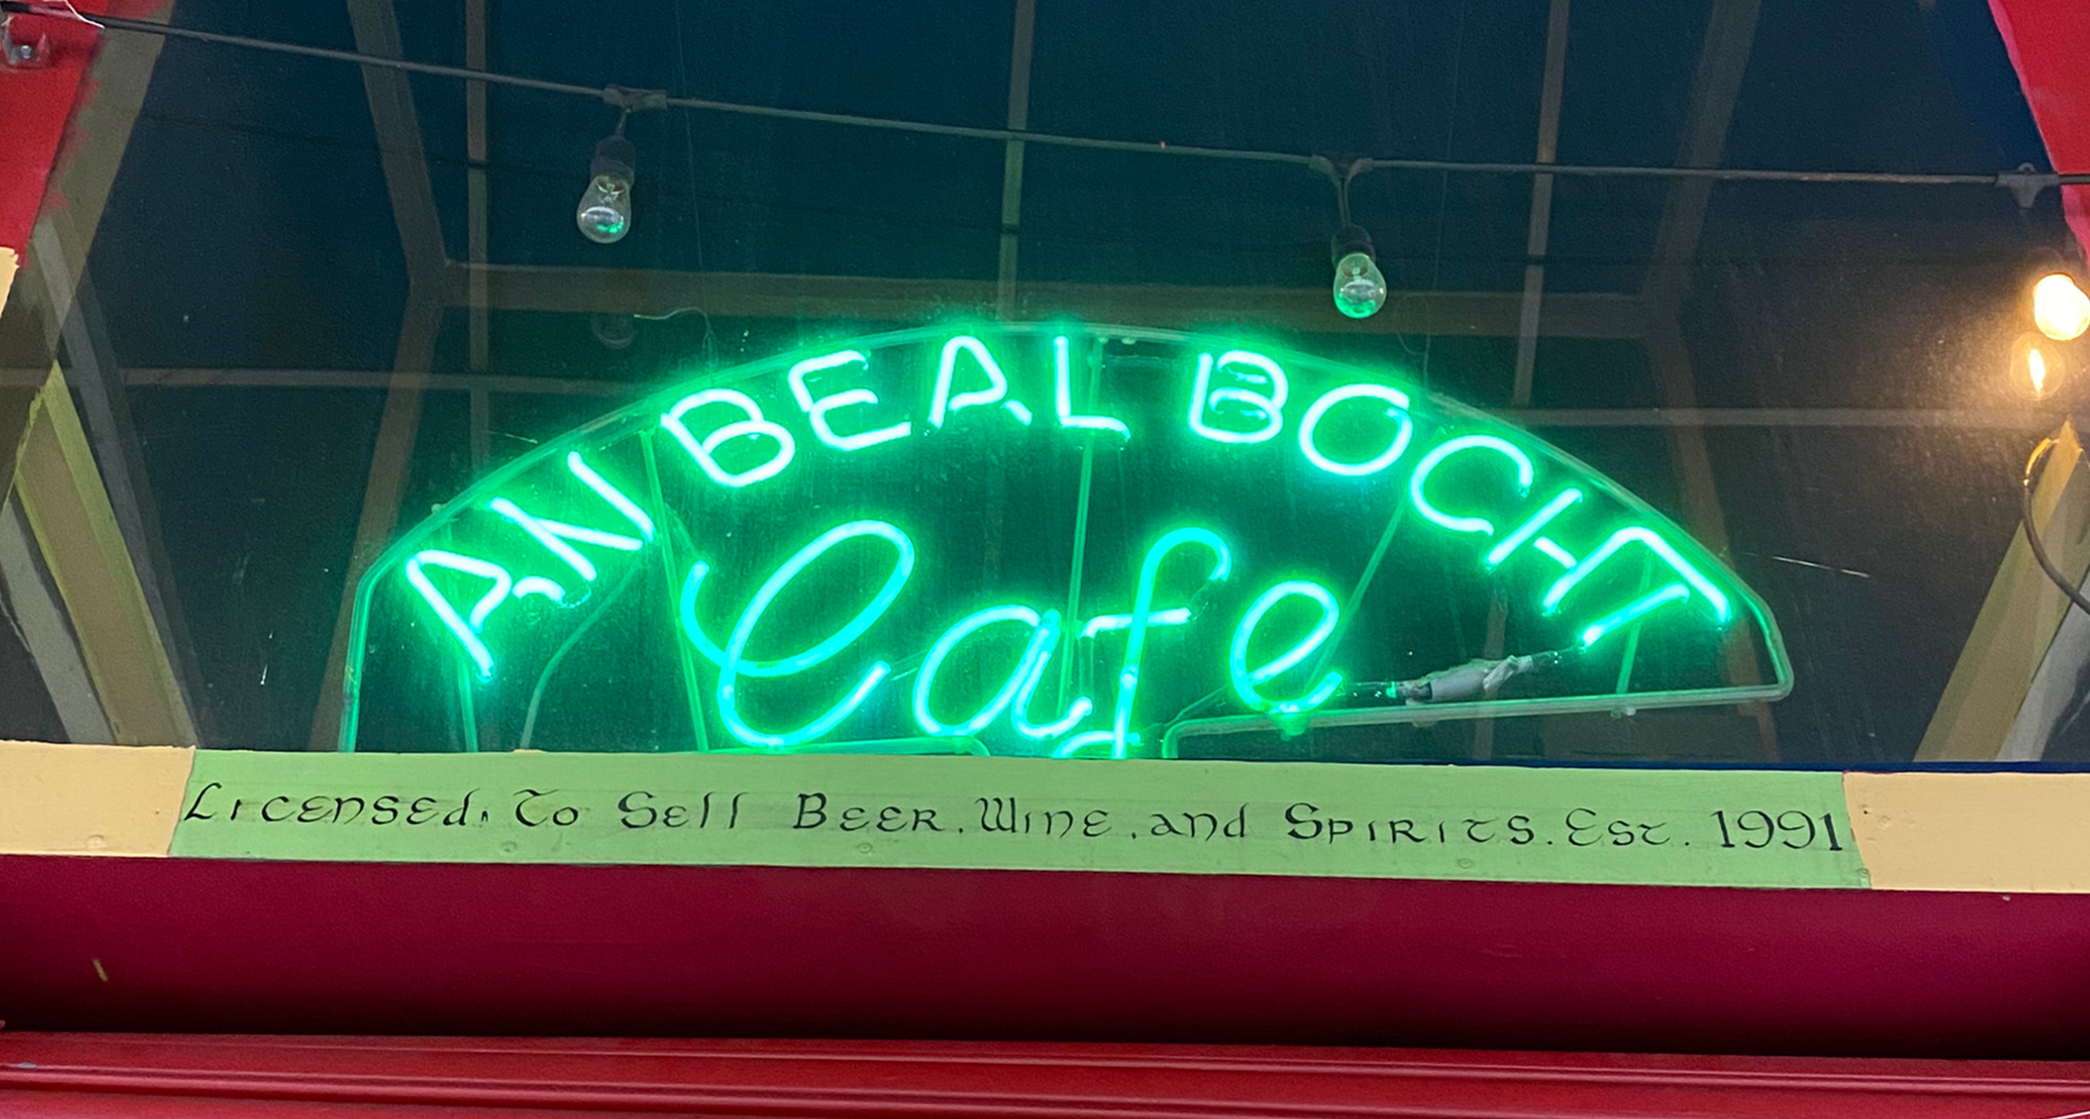 AN BEAL BOCHT
Cafe
Licensed. To Sell Beer. Wine. and Spirits. Est. 1991